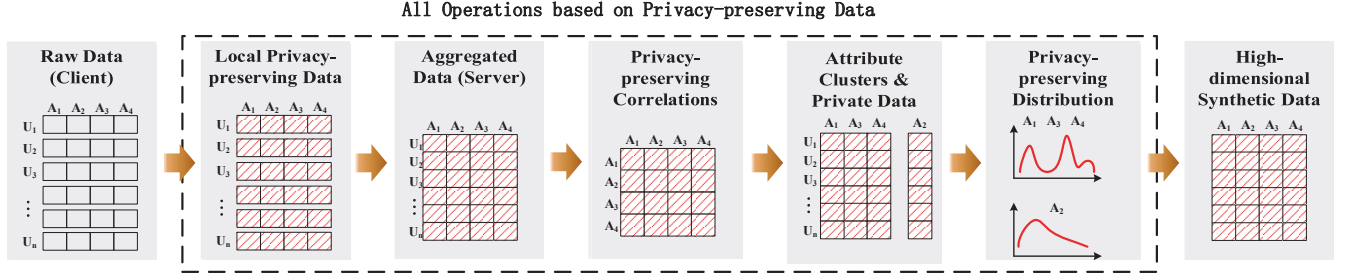 All Operations based on Privacy-preserving Data
Raw Data
(Client)
A1 A2 A3 A4
U1
U2
U3
⋮
Un
Local Privacy-
preserving Data
A1 A2 A3 A4
U1
U2
U3
⋮
Un
Aggregated
Data (Server)
A1 A2 A3 A4
U1
U2
U3
⋮
Un
Privacy-
preserving
Correlations
A1 A2 A3 A4
A1
A2
A3
A4
Attribute
Clusters &
Private Data
A1 A3 A4 A2
U1
U2
U3
⋮
Un
Privacy-
preserving
Distribution
A1 A3 A4
A2
High-
dimensional
Synthetic Data
A1 A2 A3 A4